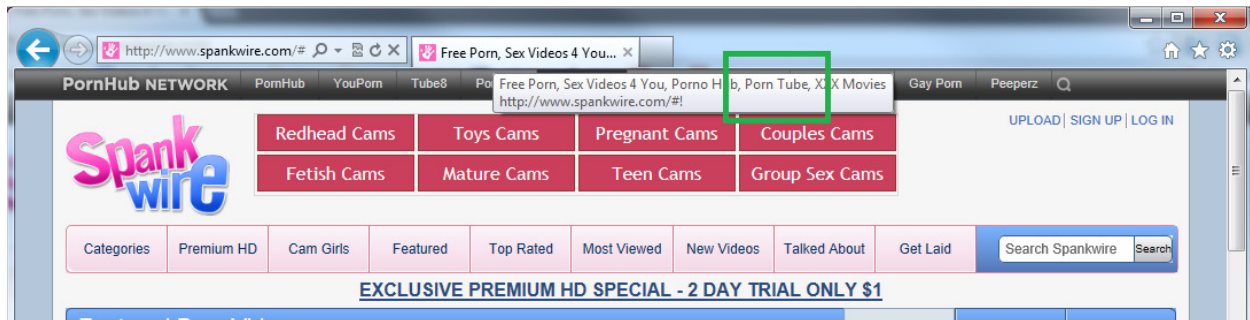 http://www.spankwire.com/#
Free Porn, Sex Videos 4 You...
PornHub NETWORK PornHub YouPorn Tube8 Gay Porn Peeperz
Free Porn, Sex Videos 4 You, Porno Hub, Porn Tube, XXX Movies
http://www.spankwire.com/#!
UPLOAD | SIGN UP | LOG IN
Spank
wire
Redhead Cams Toys Cams Pregnant Cams Couples Cams
Fetish Cams Mature Cams Teen Cams Group Sex Cams
Categories Premium HD Cam Girls Featured Top Rated Most Viewed New Videos Talked About Get Laid Search Spankwire Search
EXCLUSIVE PREMIUM HD SPECIAL - 2 DAY TRIAL ONLY $1